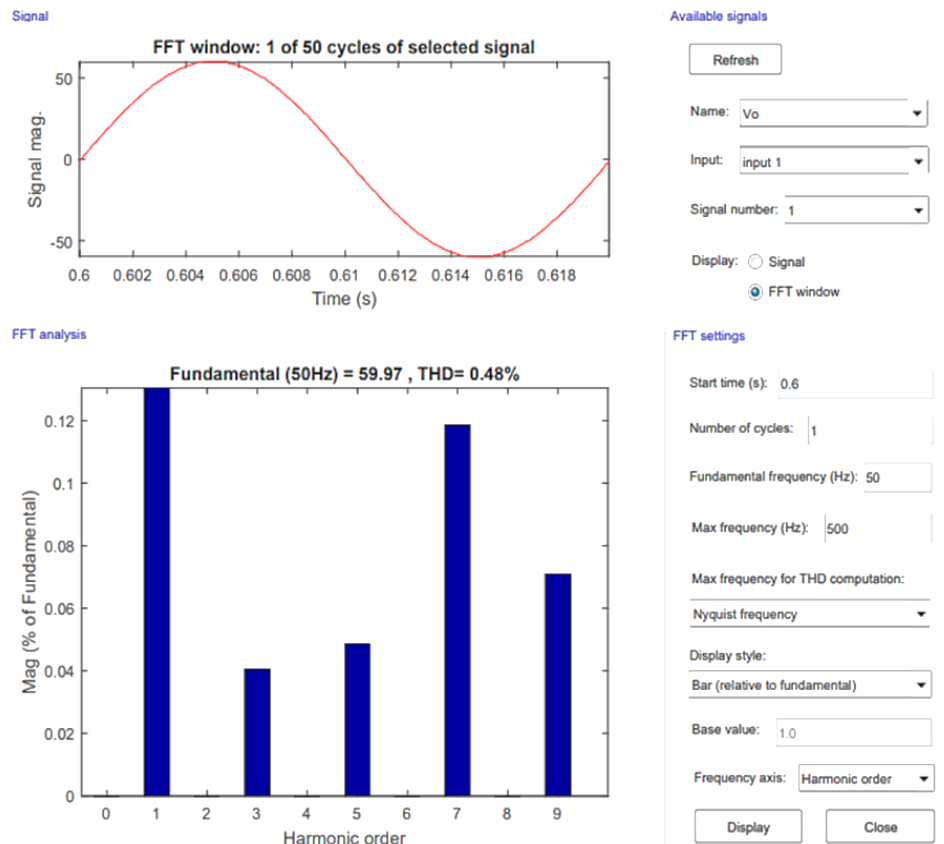 Signal
FFT window: 1 of 50 cycles of selected signal
Signal mag.
50
0
-50
0.6 0.602 0.604 0.606 0.608 0.61 0.612 0.614 0.616 0.618
Time (s)
Available signals
Refresh
Name: Vo
Input: input 1
Signal number: 1
Display: Signal
FFT window
FFT analysis
Fundamental (50Hz) = 59.97 , THD= 0.48%
Mag (% of Fundamental)
0.12
0.1
0.08
0.06
0.04
0.02
0
0 1 2 3 4 5 6 7 8 9
Harmonic order
FFT settings
Start time (s): 0.6
Number of cycles: 1
Fundamental frequency (Hz): 50
Max frequency (Hz): 500
Max frequency for THD computation:
Nyquist frequency
Display style:
Bar (relative to fundamental)
Base value: 1.0
Frequency axis: Harmonic order
Display Close